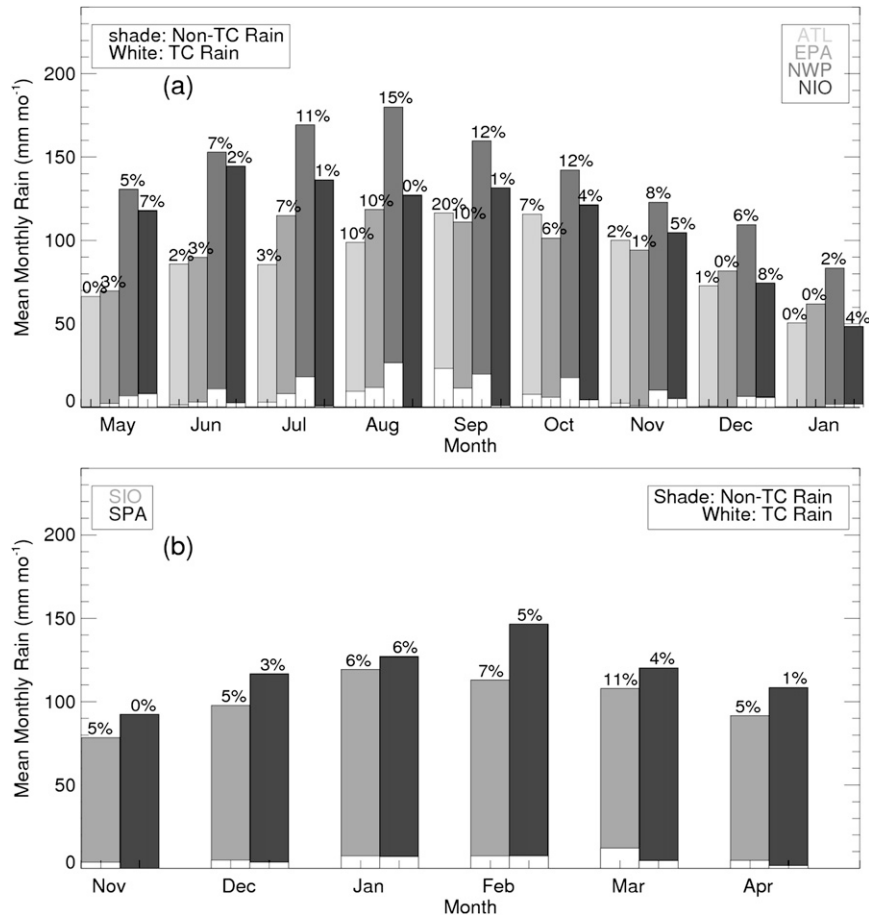 shade: Non-TC Rain
White: TC Rain
(a)
ATL
EPA
NWP
NIO
Mean Monthly Rain (mm mo⁻¹)
200
150
100
50
0
0% 3% 5% 7%
2% 3% 7% 2%
3% 7% 11% 1%
10% 10% 15% 0%
20% 10% 12% 1%
7% 6% 12% 4%
2% 1% 8% 5%
1% 0% 6% 8%
0% 0% 2% 4%
May Jun Jul Aug Sep Oct Nov Dec Jan
Month
SIO
SPA
(b)
Shade: Non-TC Rain
White: TC Rain
Mean Monthly Rain (mm mo⁻¹)
200
150
100
50
0
5% 0%
5% 3%
6% 6%
7% 5%
11% 4%
5% 1%
Nov Dec Jan Feb Mar Apr
Month